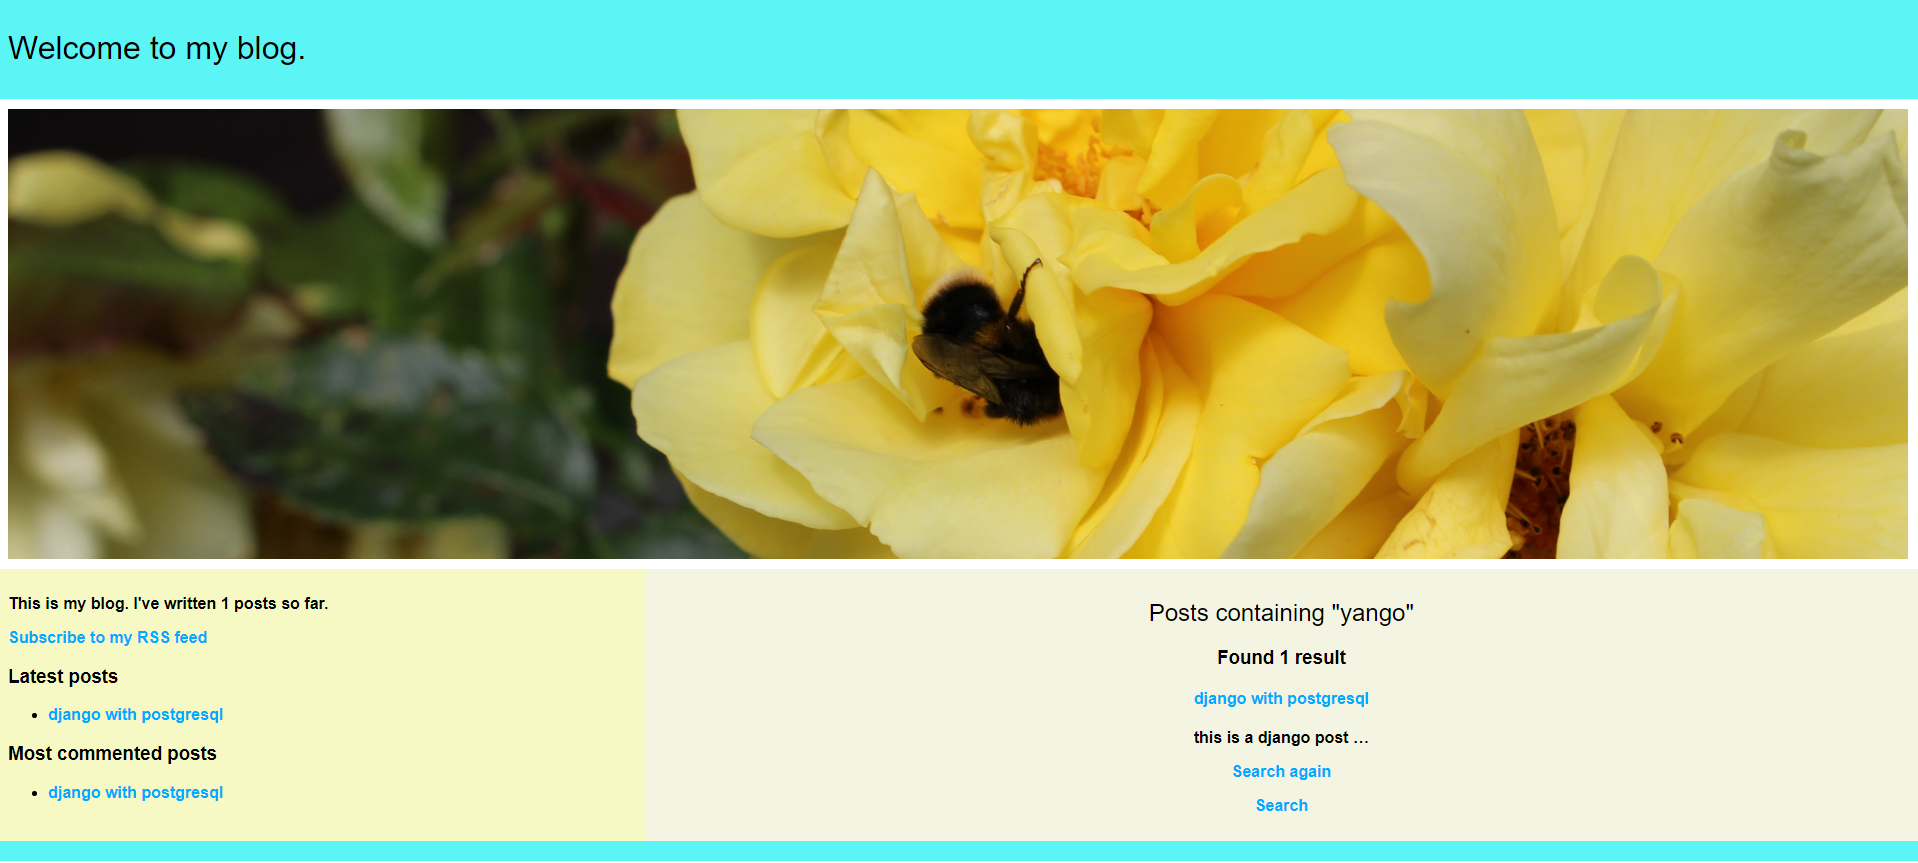 Welcome to my blog.
This is my blog. I've written 1 posts so far.
Subscribe to my RSS feed
Latest posts
django with postgresql
Most commented posts
django with postgresql
Posts containing "yango"
Found 1 result
django with postgresql
this is a django post …
Search again
Search